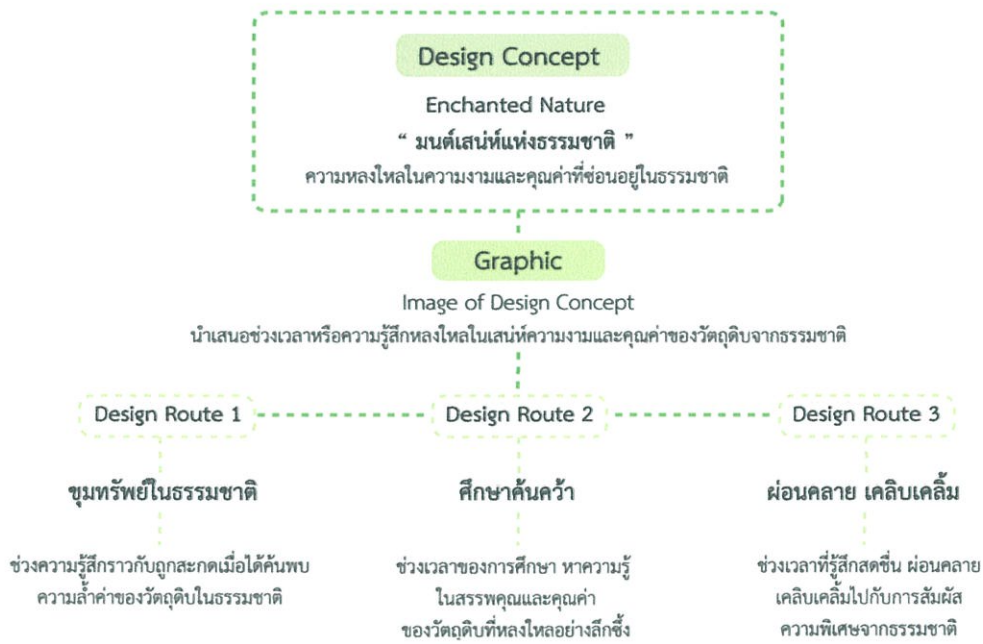 Design Concept
Enchanted Nature
“ มนต์เสน่ห์แห่งธรรมชาติ ”
ความหลงใหลในความงามและคุณค่าที่ซ่อนอยู่ในธรรมชาติ
Graphic
Image of Design Concept
นำเสนอช่วงเวลาหรือความรู้สึกหลงใหลในเสน่ห์ความงามและคุณค่าของวัตถุดิบจากธรรมชาติ
Design Route 1
Design Route 2
Design Route 3
ขุมทรัพย์ในธรรมชาติ
ศึกษาค้นคว้า
ผ่อนคลาย เคลิบเคลิ้ม
ช่วงความรู้สึกราวกับถูกสะกดเมื่อได้ค้นพบ
ความล้ำค่าของวัตถุดิบในธรรมชาติ
ช่วงเวลาของการศึกษา หาความรู้
ในสรรพคุณและคุณค่า
ของวัตถุดิบที่หลงใหลอย่างลึกซึ้ง
ช่วงเวลาที่รู้สึกสดชื่น ผ่อนคลาย
เคลิบเคลิ้มไปกับการสัมผัส
ความพิเศษจากธรรมชาติ